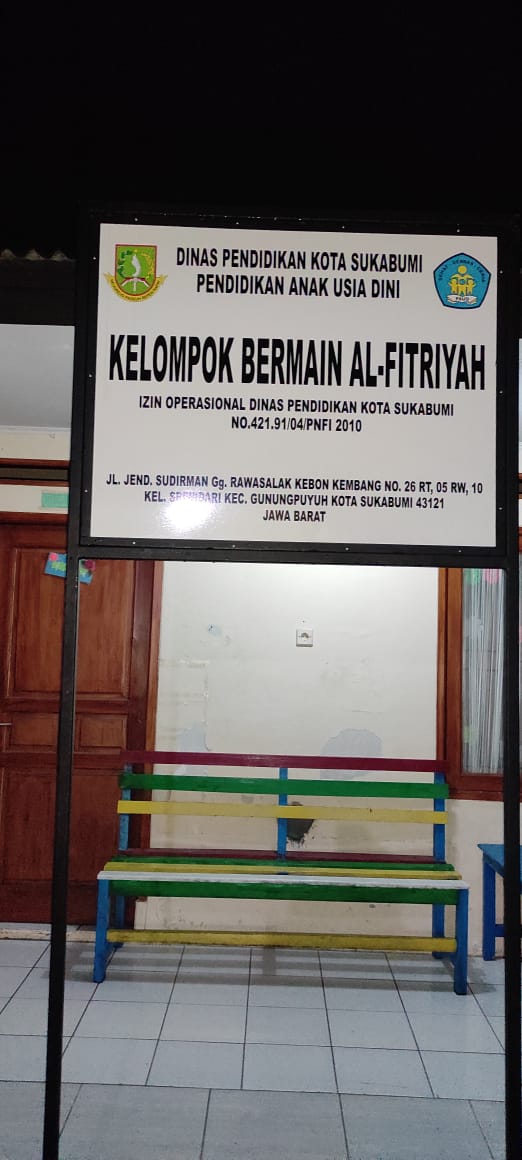 DINAS PENDIDIKAN KOTA SUKABUMI
PENDIDIKAN ANAK USIA DINI
KELOMPOK BERMAIN AL-FITRIYAH
IZIN OPERASIONAL DINAS PENDIDIKAN KOTA SUKABUMI
NO.421.91/04/PNFI 2010
JL. JEND. SUDIRMAN Gg. RAWASALAK KEBON KEMBANG NO. 26 RT, 05 RW, 10
KEL. KEC. GUNUNGPUYUH KOTA SUKABUMI 43121
JAWA BARAT